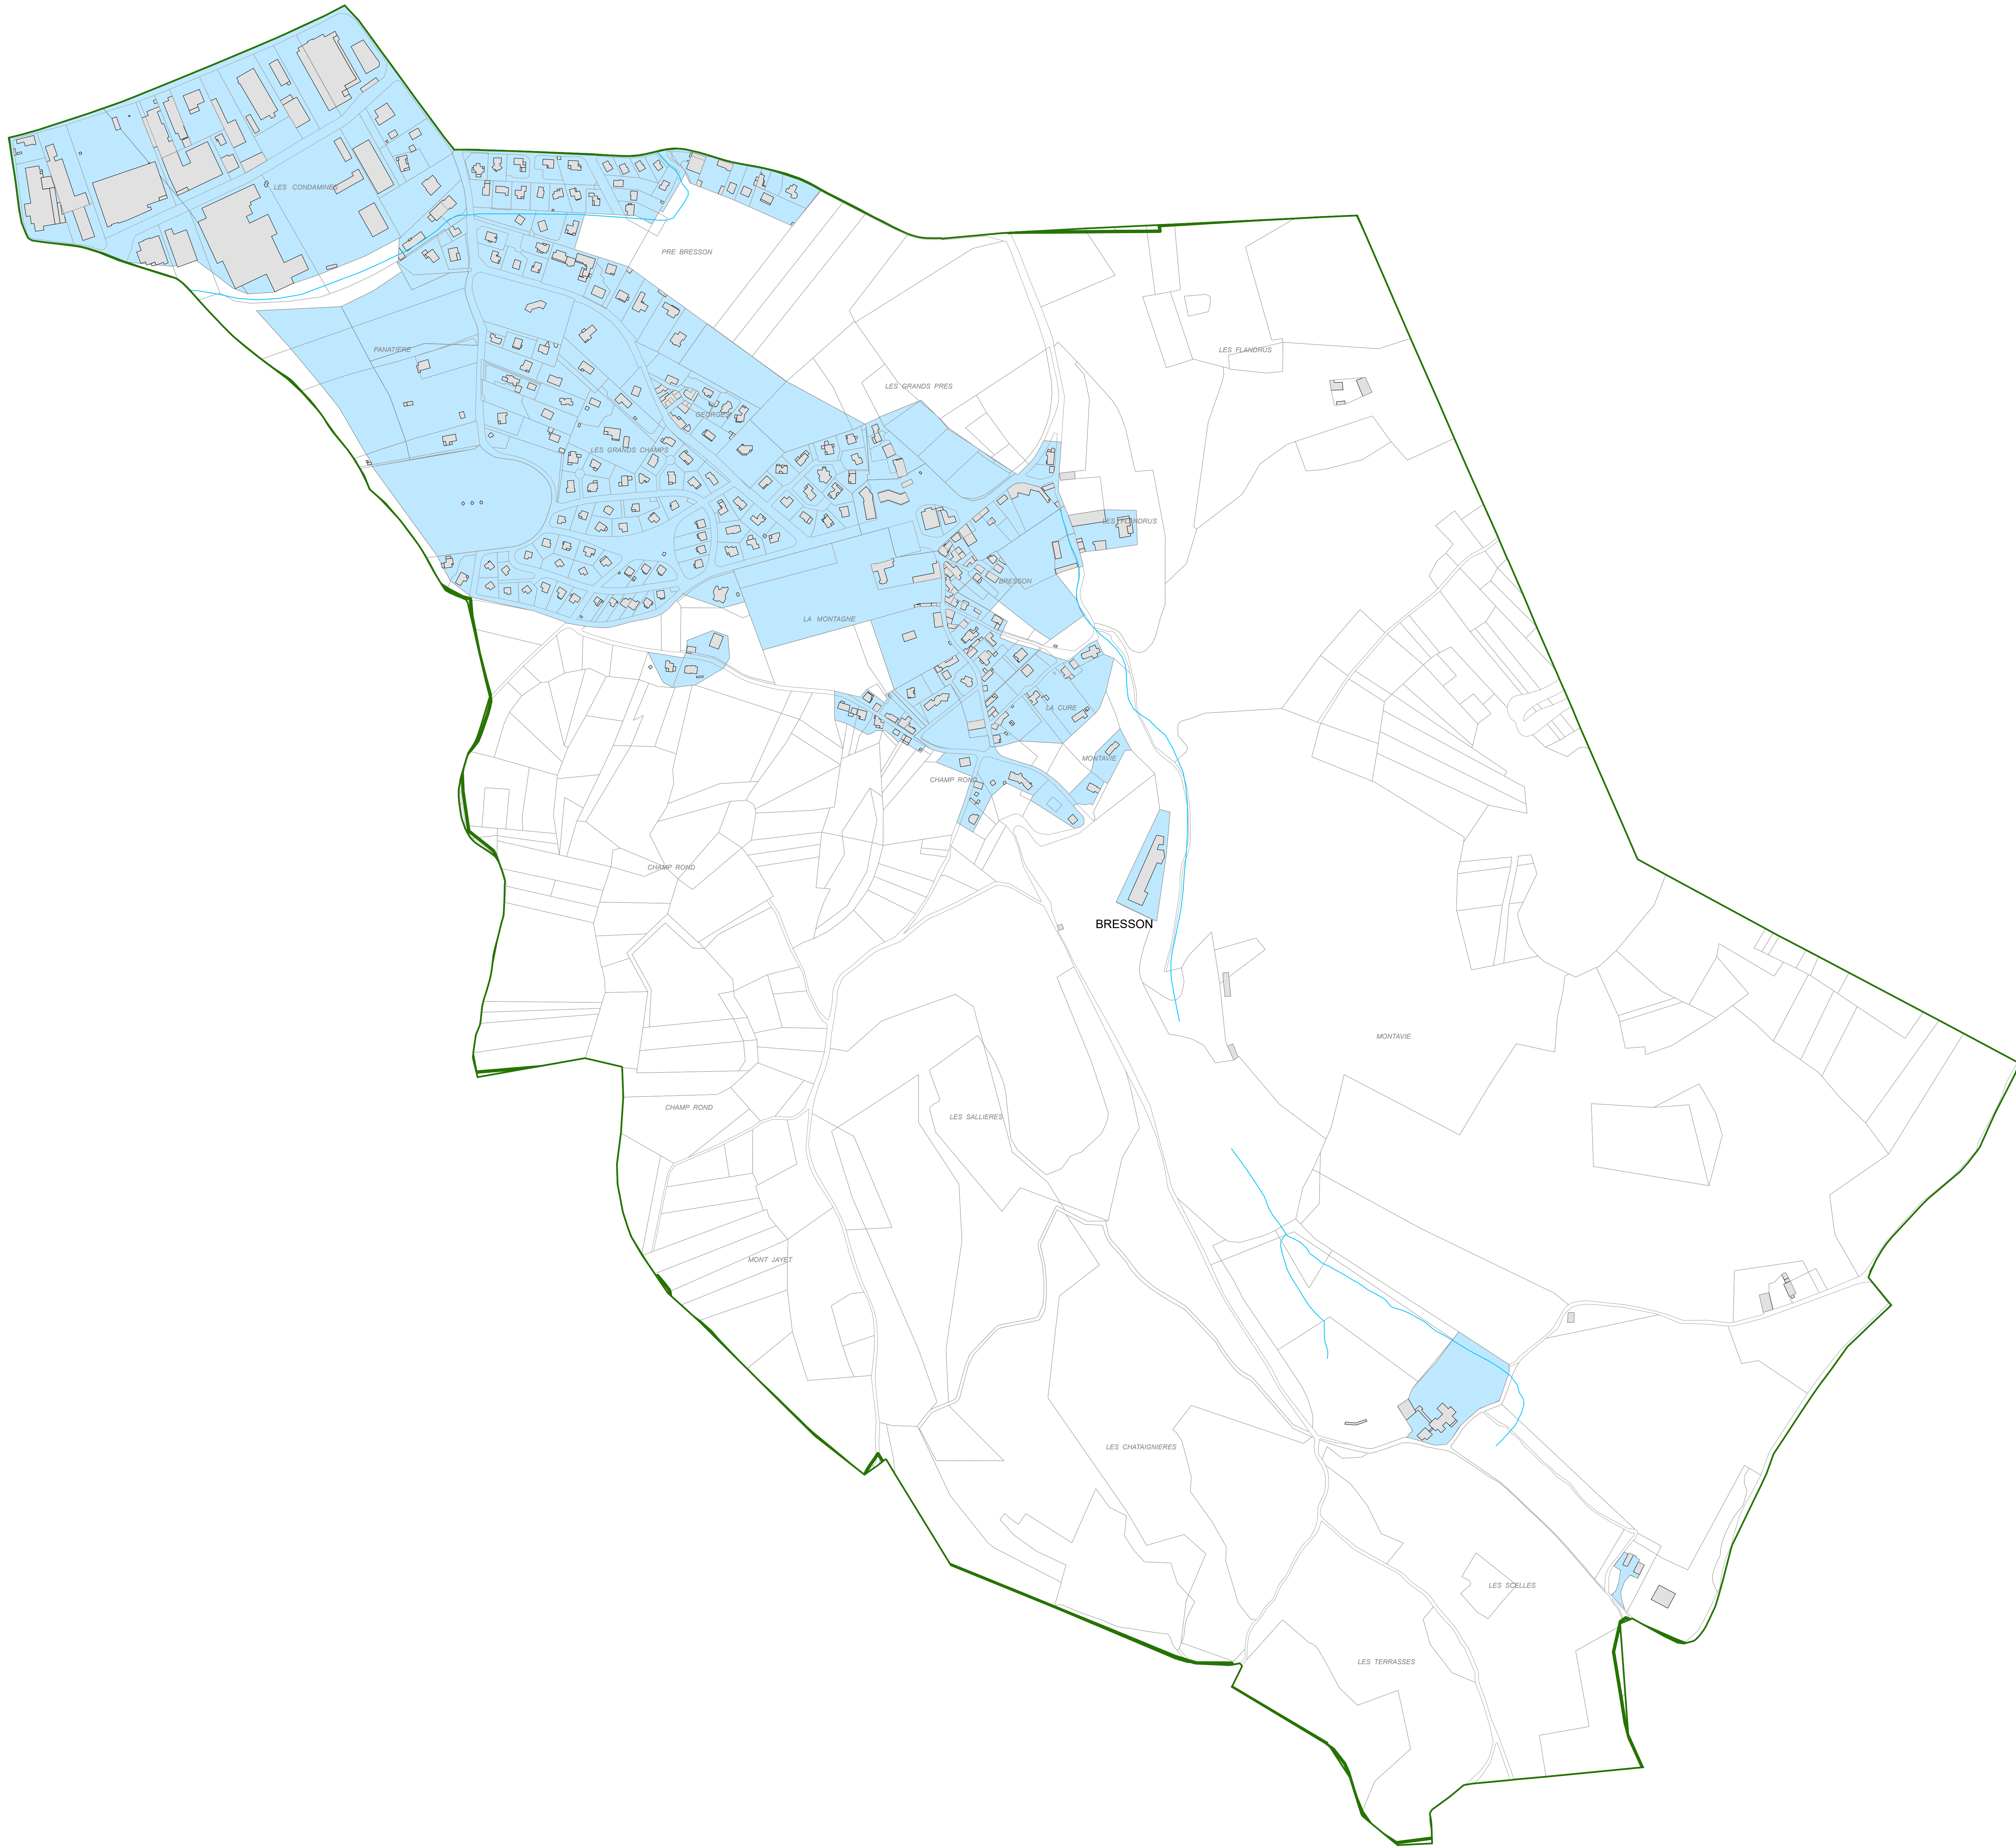 LES CONDAMINES
PRE BRESSON
PANATIERE
LES FLANDRUS
LES GRANDS PRES
GEORGES
LES GRANDS CHAMPS
LES FLANDRUS
BRESSON
LA MONTAGNE
LA CURE
MONTAVIE
CHAMP ROND
CHAMP ROND
BRESSON
MONTAVIE
CHAMP ROND
LES SALLIERES
MONT JAYET
LES CHATAIGNIERES
LES SCELLES
LES TERRASSES